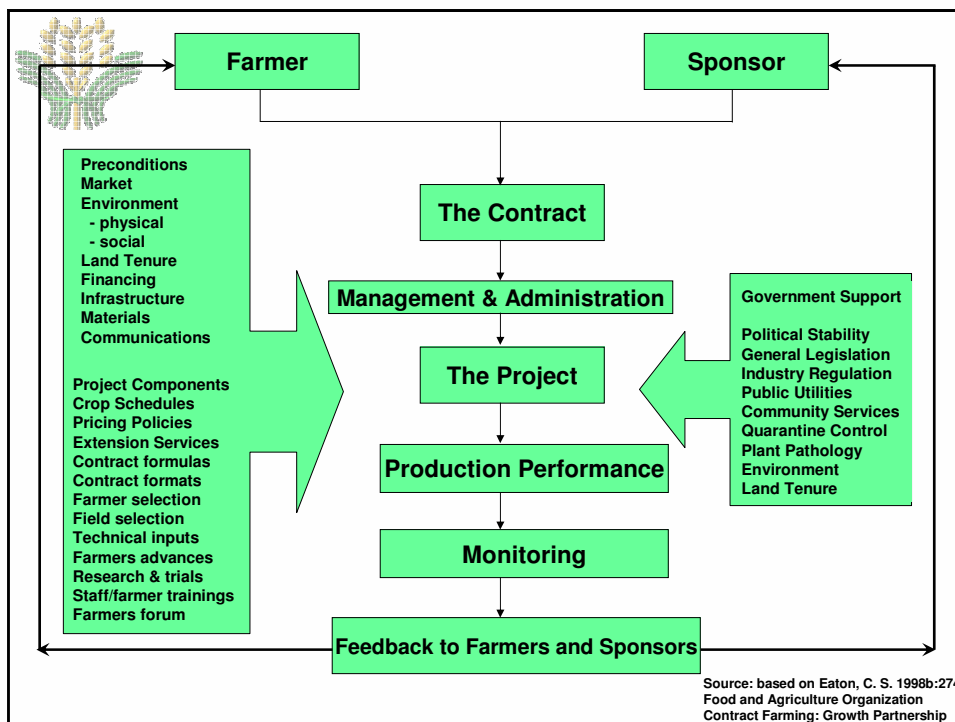 Farmer
Sponsor
Preconditions
Market
Environment
- physical
- social
Land Tenure
Financing
Infrastructure
Materials
Communications
Project Components
Crop Schedules
Pricing Policies
Extension Services
Contract formulas
Contract formats
Farmer selection
Field selection
Technical inputs
Farmers advances
Research & trials
Staff/farmer trainings
Farmers forum
The Contract
Management & Administration
The Project
Production Performance
Monitoring
Feedback to Farmers and Sponsors
Government Support
Political Stability
General Legislation
Industry Regulation
Public Utilities
Community Services
Quarantine Control
Plant Pathology
Environment
Land Tenure
Source: based on Eaton, C. S. 1998b:274
Food and Agriculture Organization
Contract Farming: Growth Partnership